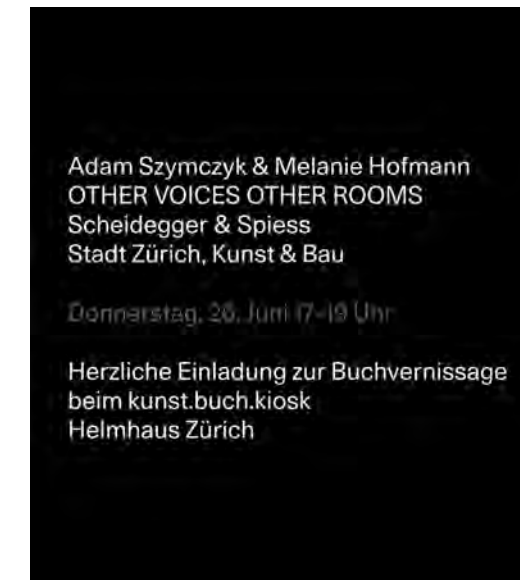 Adam Szymczyk & Melanie Hofmann
OTHER VOICES OTHER ROOMS
Scheidegger & Spiess
Stadt Zürich, Kunst & Bau
Donnerstag, 26. Juni 17–19 Uhr
Herzliche Einladung zur Buchvernissage
beim kunst.buch.kiosk
Helmhaus Zürich